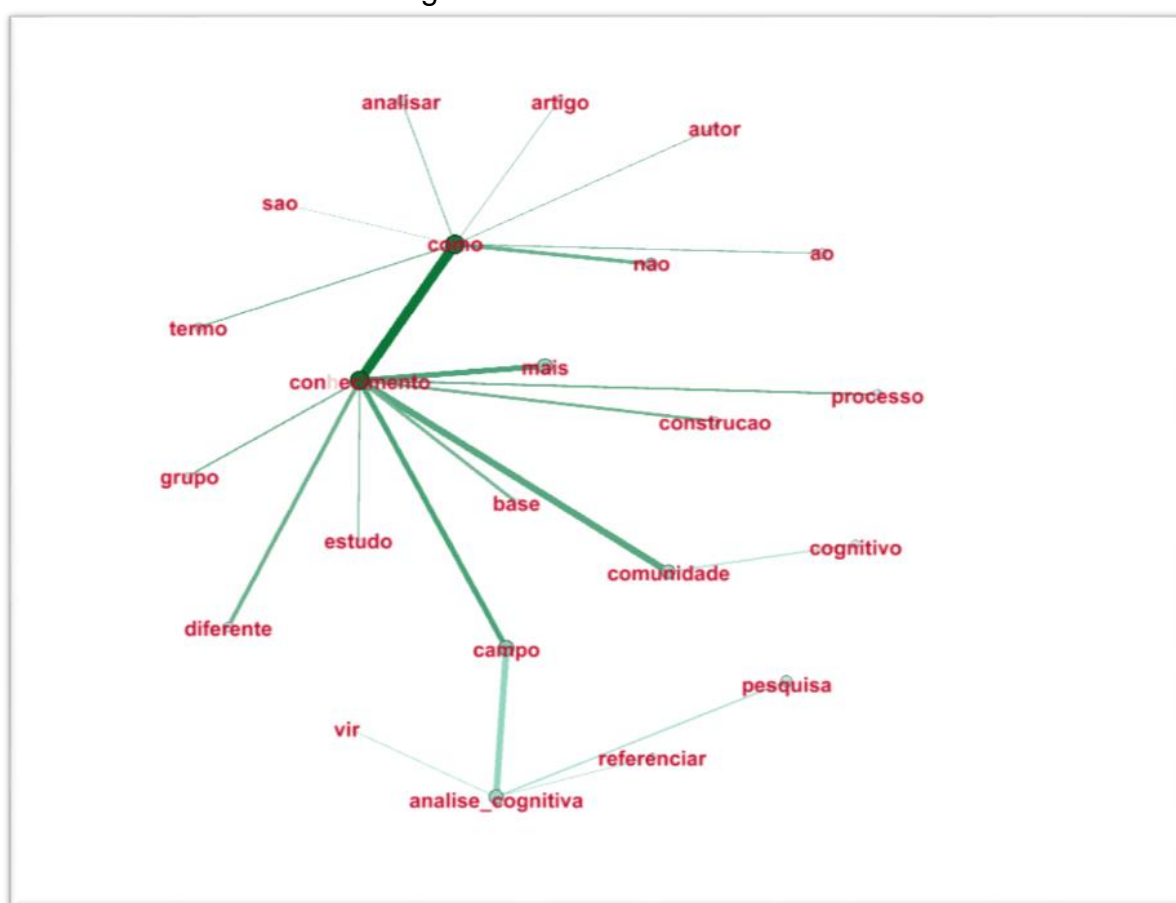 analisar
artigo
autor
sao
como
nao
ao
termo
mais
conhecimento
processo
construcao
grupo
base
estudo
cognitivo
comunidade
diferente
campo
pesquisa
vir
referenciar
analise_cognitiva